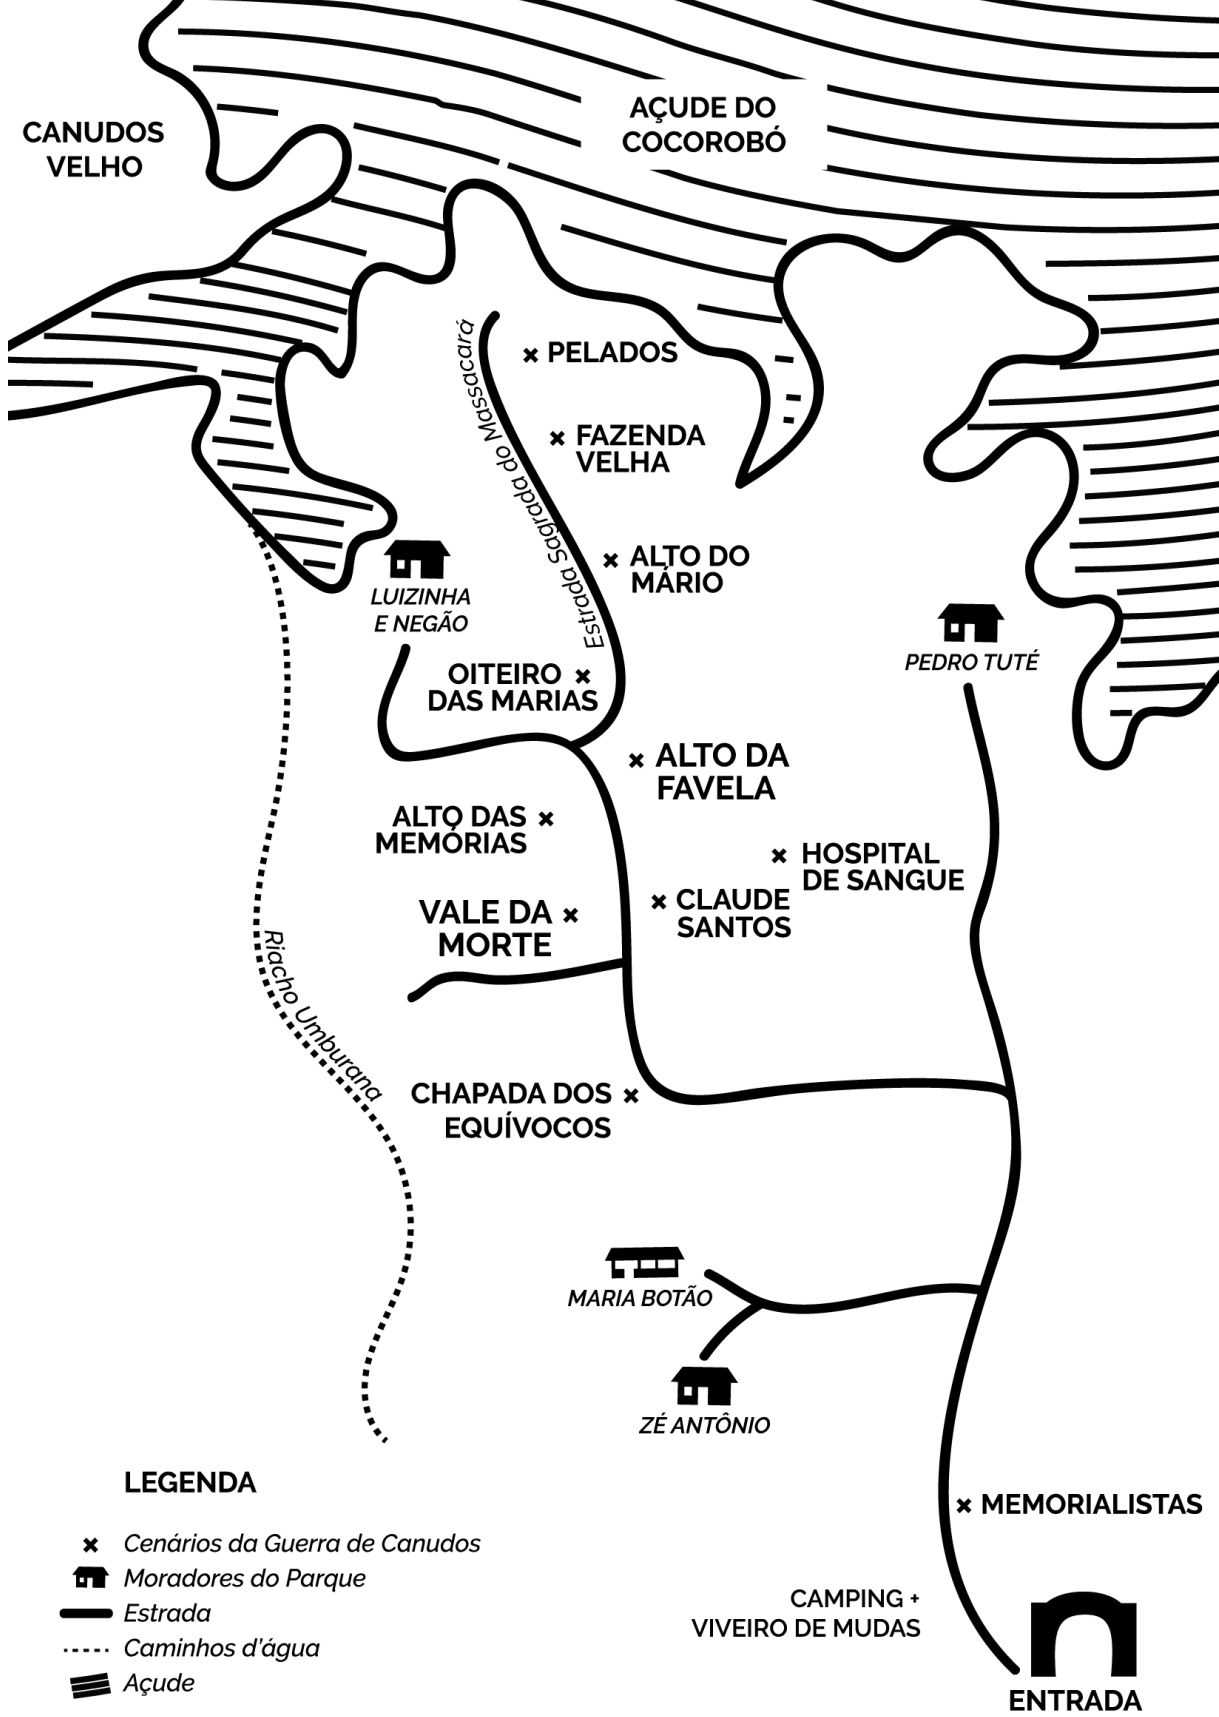 AÇUDE DO
COCOROBÓ
CANUDOS
VELHO
Estrada Sagrada do Massacará
PELADOS
FAZENDA
VELHA
ALTO DO
MÁRIO
LUIZINHA
E NEGÃO
PEDRO TUTÉ
OITEIRO
DAS MARIAS
ALTO DA
FAVELA
ALTO DAS
MEMÓRIAS
HOSPITAL
DE SANGUE
CLAUDE
SANTOS
VALE DA
MORTE
Riacho Umburana
CHAPADA DOS
EQUÍVOCOS
MARIA BOTÃO
ZÉ ANTÔNIO
MEMORIALISTAS
CAMPING +
VIVEIRO DE MUDAS
ENTRADA
LEGENDA
Cenários da Guerra de Canudos
Moradores do Parque
Estrada
Caminhos d'água
Açude